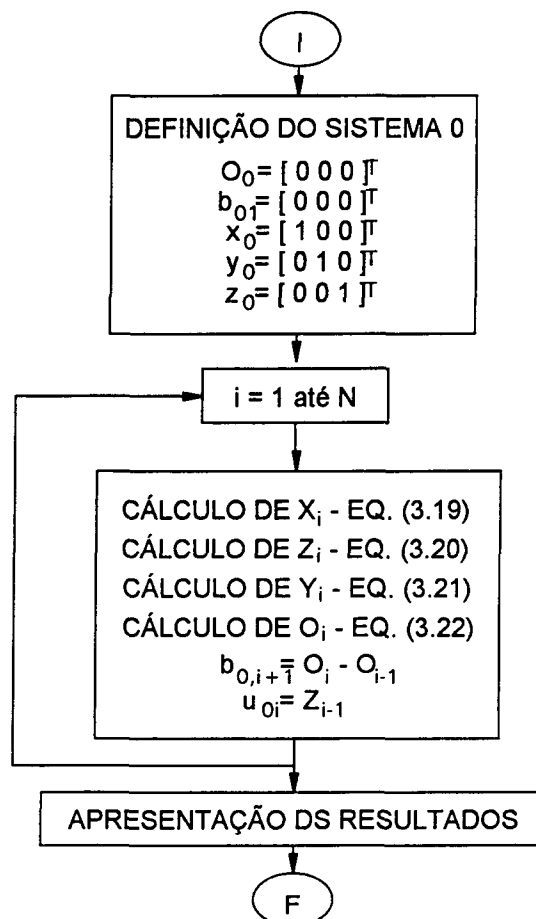 I
DEFINIÇÃO DO SISTEMA 0
O₀= [ 0 0 0 ]ᵀ
b₀₁= [ 0 0 0 ]ᵀ
x₀= [ 1 0 0 ]ᵀ
y₀= [ 0 1 0 ]ᵀ
z₀= [ 0 0 1 ]ᵀ
i = 1 até N
CÁLCULO DE Xᵢ - EQ. (3.19)
CÁLCULO DE Zᵢ - EQ. (3.20)
CÁLCULO DE Yᵢ - EQ. (3.21)
CÁLCULO DE Oᵢ - EQ. (3.22)
b₀,ᵢ₊₁= Oᵢ - Oᵢ₋₁
u₀ᵢ= Zᵢ₋₁
APRESENTAÇÃO DS RESULTADOS
F